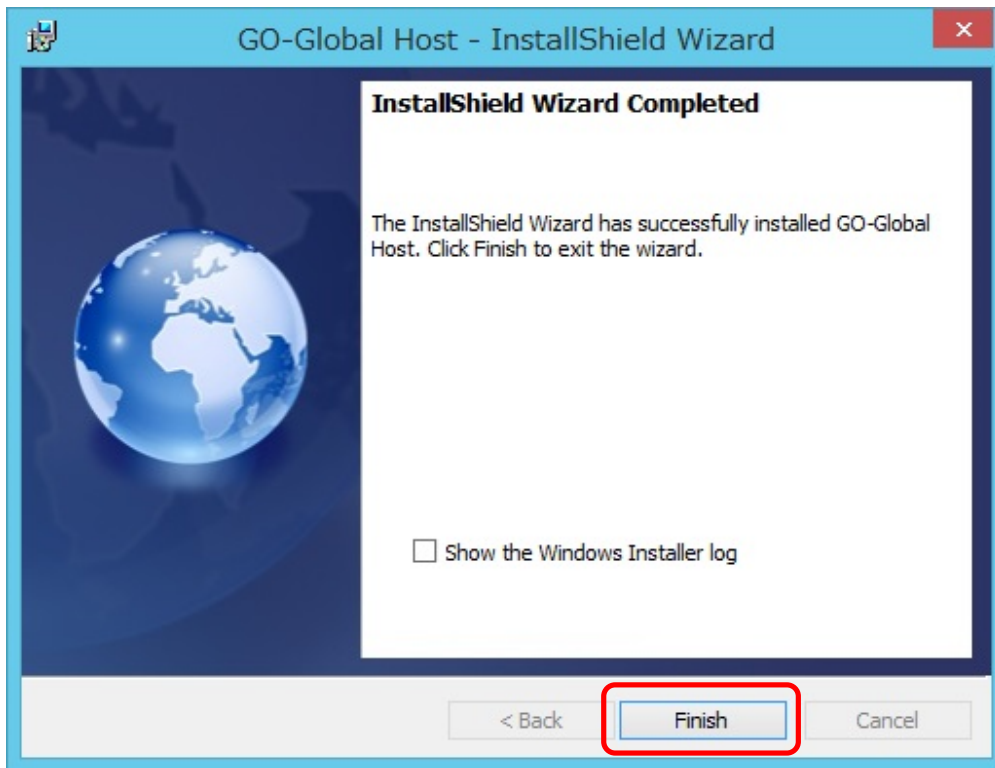 GO-Global Host - InstallShield Wizard
InstallShield Wizard Completed
The InstallShield Wizard has successfully installed GO-Global
Host. Click Finish to exit the wizard.
Show the Windows Installer log
< Back
Finish
Cancel